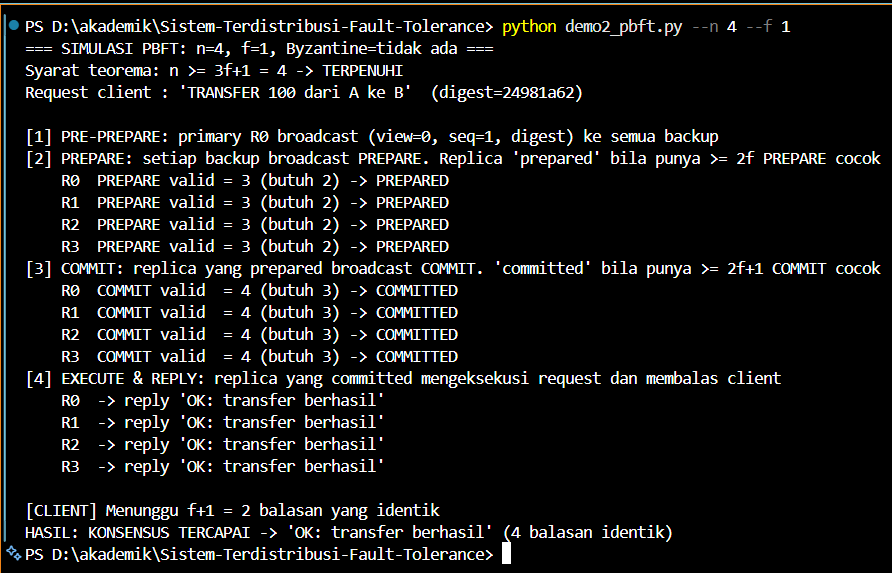 PS D:\akademik\Sistem-Terdistribusi-Fault-Tolerance> python demo2_pbft.py --n 4 --f 1
=== SIMULASI PBFT: n=4, f=1, Byzantine=tidak ada ===
Syarat teorema: n >= 3f+1 = 4 -> TERPENUHI
Request client : 'TRANSFER 100 dari A ke B'  (digest=24981a62)

[1] PRE-PREPARE: primary R0 broadcast (view=0, seq=1, digest) ke semua backup
[2] PREPARE: setiap backup broadcast PREPARE. Replica 'prepared' bila punya >= 2f PREPARE cocok
    R0  PREPARE valid = 3 (butuh 2) -> PREPARED
    R1  PREPARE valid = 3 (butuh 2) -> PREPARED
    R2  PREPARE valid = 3 (butuh 2) -> PREPARED
    R3  PREPARE valid = 3 (butuh 2) -> PREPARED
[3] COMMIT: replica yang prepared broadcast COMMIT. 'committed' bila punya >= 2f+1 COMMIT cocok
    R0  COMMIT valid  = 4 (butuh 3) -> COMMITTED
    R1  COMMIT valid  = 4 (butuh 3) -> COMMITTED
    R2  COMMIT valid  = 4 (butuh 3) -> COMMITTED
    R3  COMMIT valid  = 4 (butuh 3) -> COMMITTED
[4] EXECUTE & REPLY: replica yang committed mengeksekusi request dan membalas client
    R0  -> reply 'OK: transfer berhasil'
    R1  -> reply 'OK: transfer berhasil'
    R2  -> reply 'OK: transfer berhasil'
    R3  -> reply 'OK: transfer berhasil'

[CLIENT] Menunggu f+1 = 2 balasan yang identik
HASIL: KONSENSUS TERCAPAI -> 'OK: transfer berhasil' (4 balasan identik)
PS D:\akademik\Sistem-Terdistribusi-Fault-Tolerance>